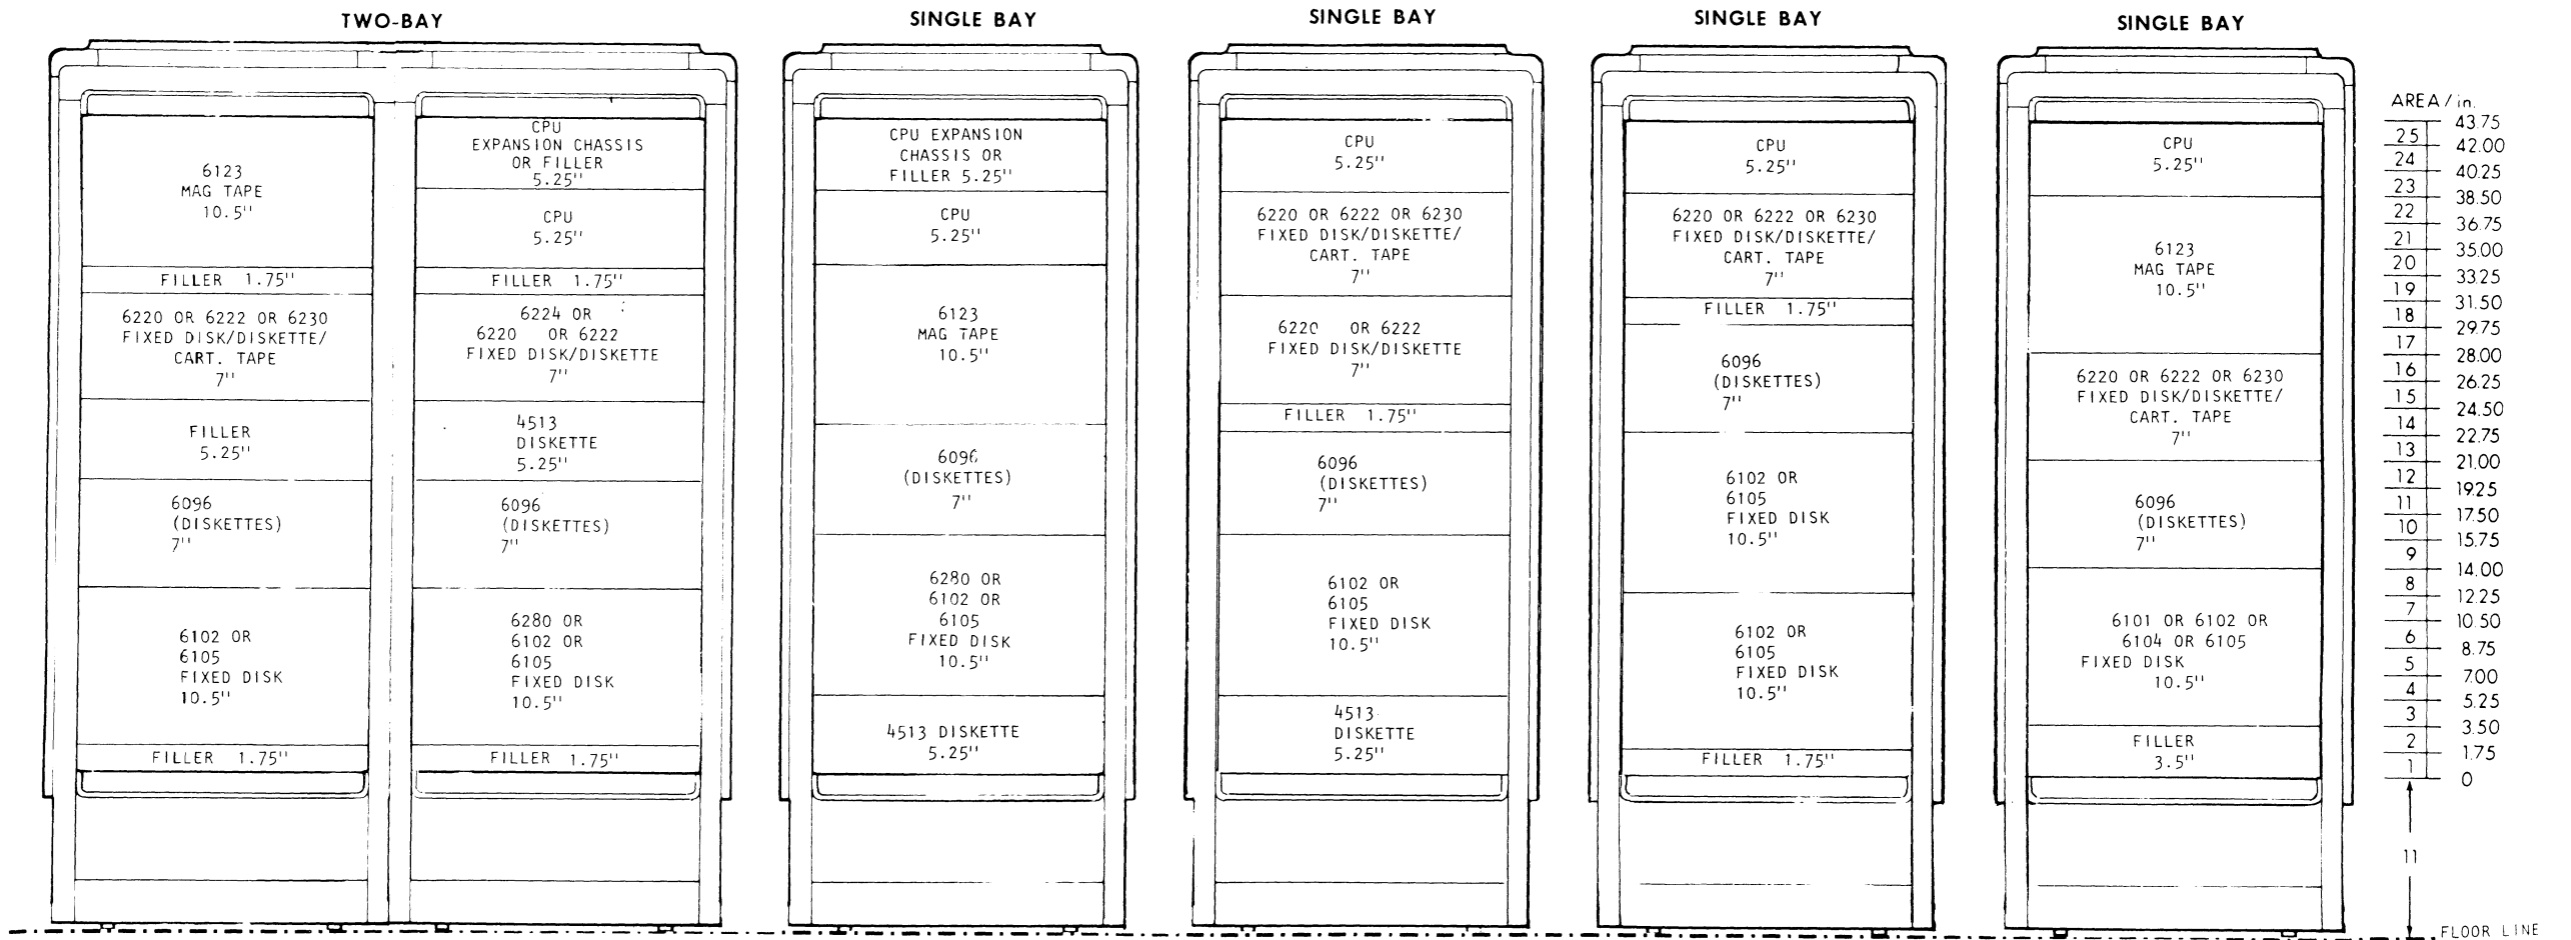 TWO-BAY
6123
MAG TAPE
10.5"
FILLER 1.75"
6220 OR 6222 OR 6230
FIXED DISK/DISKETTE/
CART. TAPE
7"
FILLER
5.25"
6096
(DISKETTES)
7"
6102 OR
6105
FIXED DISK
10.5"
FILLER 1.75"
CPU
EXPANSION CHASSIS
OR FILLER
5.25"
CPU
5.25"
FILLER 1.75"
6224 OR
6220 OR 6222
FIXED DISK/DISKETTE
7"
4513
DISKETTE
5.25"
6096
(DISKETTES)
7"
6280 OR
6102 OR
6105
FIXED DISK
10.5"
FILLER 1.75"
SINGLE BAY
CPU EXPANSION
CHASSIS OR
FILLER 5.25"
CPU
5.25"
6123
MAG TAPE
10.5"
6096
(DISKETTES)
7"
6280 OR
6102 OR
6105
FIXED DISK
10.5"
4513 DISKETTE
5.25"
SINGLE BAY
CPU
5.25"
6220 OR 6222 OR 6230
FIXED DISK/DISKETTE/
CART. TAPE
7"
6220 OR 6222
FIXED DISK/DISKETTE
7"
FILLER 1.75"
6096
(DISKETTES)
7"
6102 OR
6105
FIXED DISK
10.5"
4513
DISKETTE
5.25"
SINGLE BAY
CPU
5.25"
6220 OR 6222 OR 6230
FIXED DISK/DISKETTE/
CART. TAPE
7"
FILLER 1.75"
6096
(DISKETTES)
7"
6102 OR
6105
FIXED DISK
10.5"
6102 OR
6105
FIXED DISK
10.5"
FILLER 1.75"
SINGLE BAY
CPU
5.25"
6123
MAG TAPE
10.5"
6220 OR 6222 OR 6230
FIXED DISK/DISKETTE/
CART. TAPE
7"
6096
(DISKETTES)
7"
6101 OR 6102 OR
6104 OR 6105
FIXED DISK
10.5"
FILLER
3.5"
AREA / in.
43.75
25
42.00
24
40.25
23
38.50
22
36.75
21
35.00
20
33.25
19
31.50
18
29.75
17
28.00
16
26.25
15
24.50
14
22.75
13
21.00
12
19.25
11
17.50
10
15.75
9
14.00
8
12.25
7
10.50
6
8.75
5
7.00
4
5.25
3
3.50
2
1.75
1
0
11
FLOOR LINE